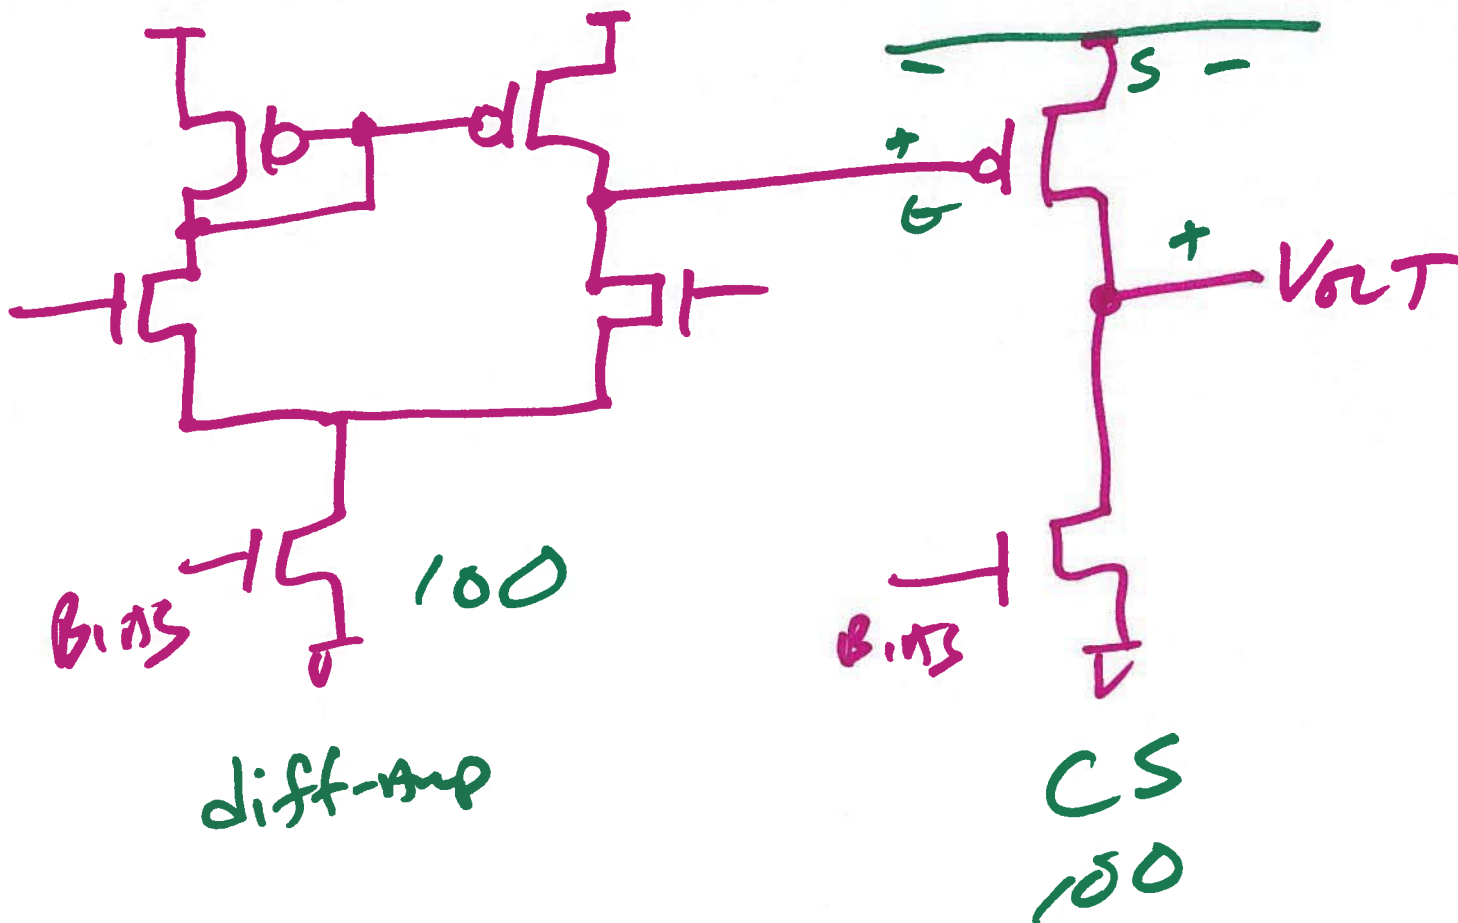 - S -
+
G
+
VOUT
100
BIAS
BIAS
diff-Amp
CS
100